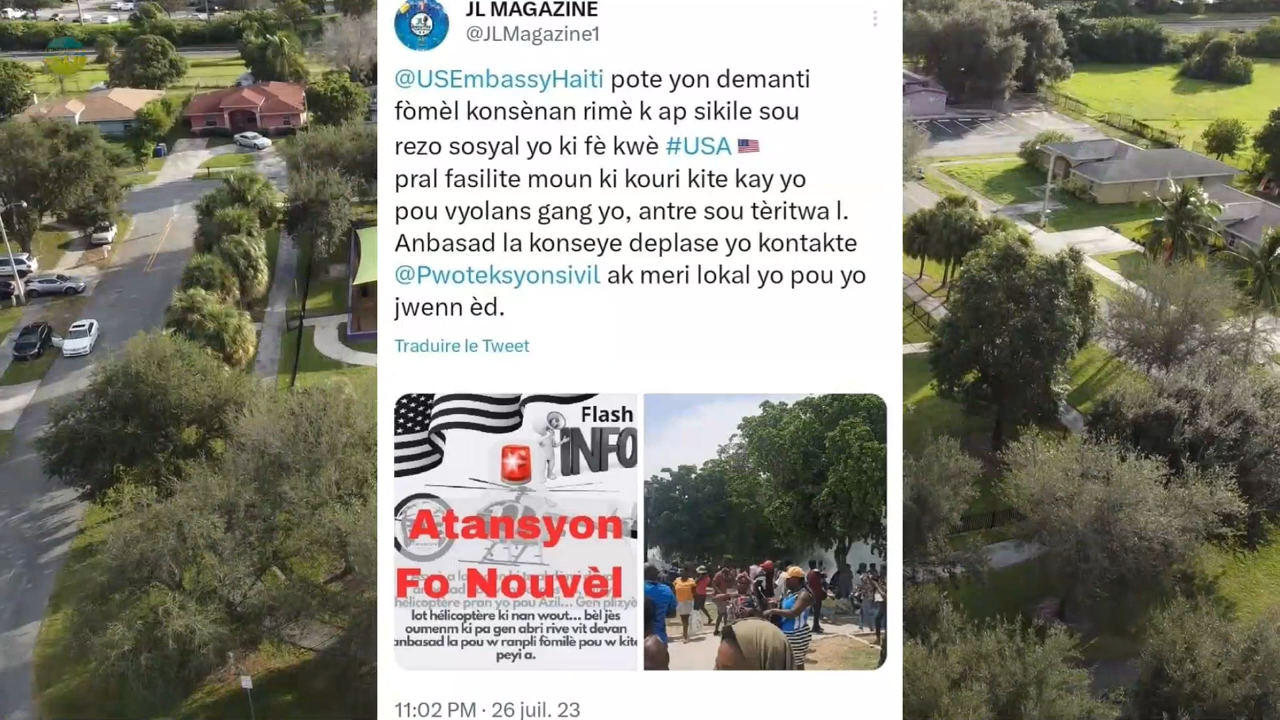 JL MAGAZINE
@JLMagazine1
@USEmbassyHaiti pote yon demanti
fòmèl konsènan rimè k ap sikile sou
rezo sosyal yo ki fè kwè #USA 🇺🇸
pral fasilite moun ki kouri kite kay yo
pou vyolans gang yo, antre sou tèritwa l.
Anbasad la konseye deplase yo kontakte
@Pwoteksyonsivil ak meri lokal yo pou yo
jwenn èd.
Traduire le Tweet
Flash
iNFO
Atansyon
Fo Nouvèl
hélicoptère pran yo pou Azil... Gen plizyè
lot hélicoptère ki nan wout... bèl jès
oumenm ki pa gen abri rive vit devan
anbasad la pou w ranpli fòmilè pou w kite
peyi a.
11:02 PM · 26 juil. 23